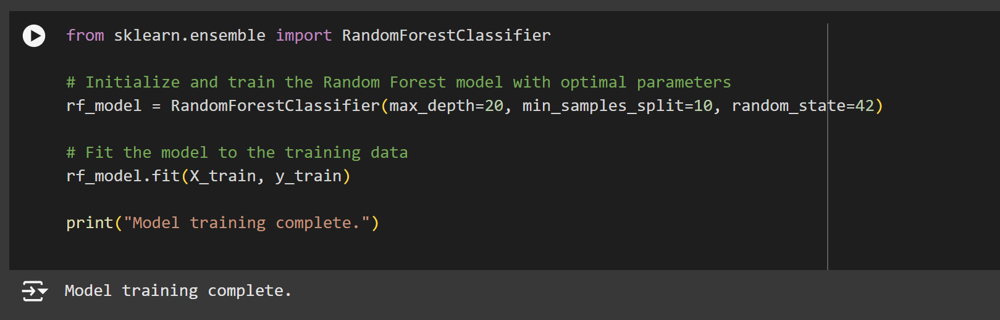 from sklearn.ensemble import RandomForestClassifier
# Initialize and train the Random Forest model with optimal parameters
rf_model = RandomForestClassifier(max_depth=20, min_samples_split=10, random_state=42)
# Fit the model to the training data
rf_model.fit(X_train, y_train)
print("Model training complete.")
Model training complete.